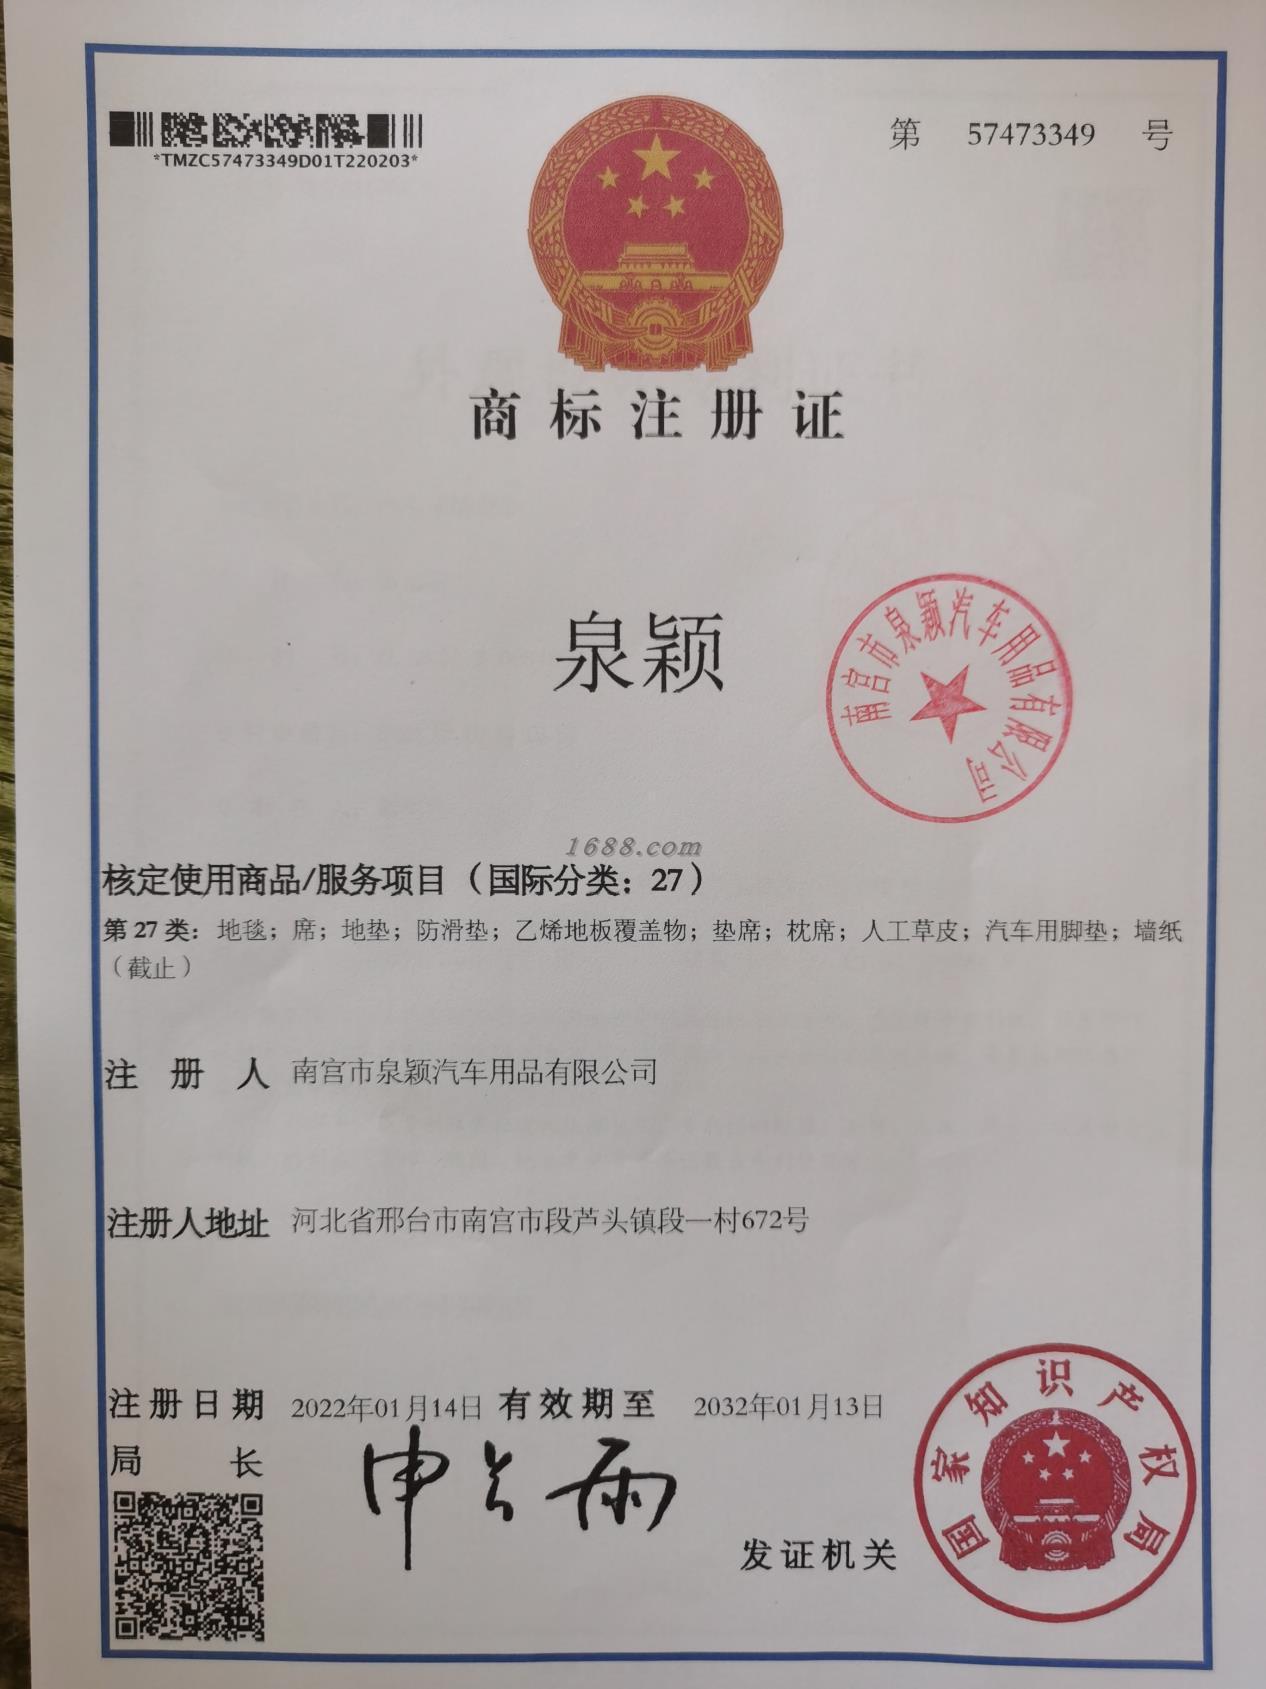 *TMZC57473349D01T220203*
第 57473349 号
商标注册证
泉颖
南宫市泉颖汽车用品有限公司
1688.com
核定使用商品/服务项目（国际分类：27）
第27类：地毯；席；地垫；防滑垫；乙烯地板覆盖物；垫席；枕席；人工草皮；汽车用脚垫；墙纸
（截止）
注册人 南宫市泉颖汽车用品有限公司
注册人地址 河北省邢台市南宫市段芦头镇段一村672号
注册日期 2022年01月14日 有效期至 2032年01月13日
局长 申长雨
发证机关
国家知识产权局